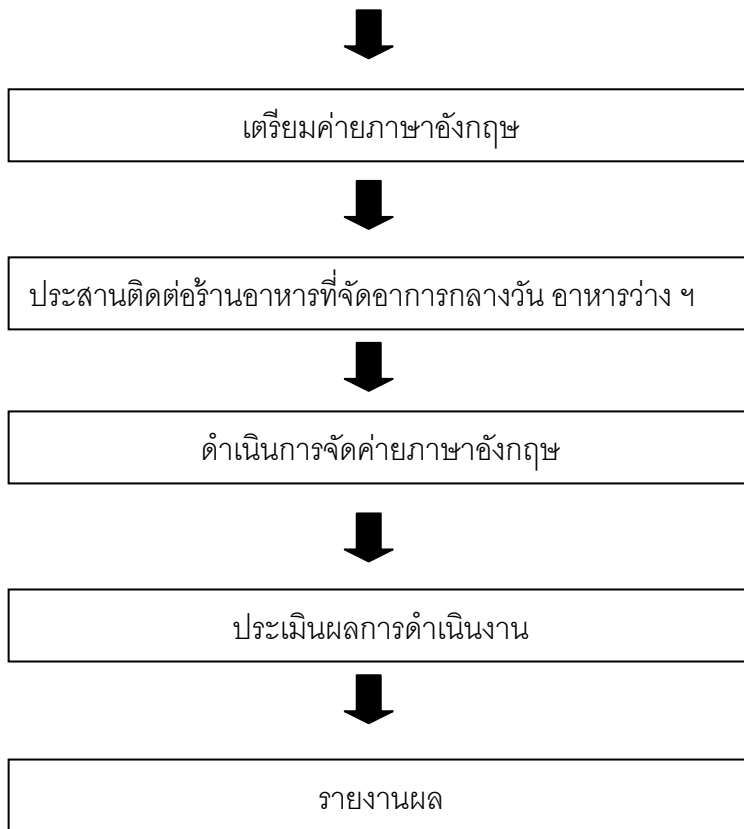 เตรียมค่ายภาษาอังกฤษ
ประสานติดต่อร้านอาหารที่จัดอาการกลางวัน อาหารว่าง ฯ
ดำเนินการจัดค่ายภาษาอังกฤษ
ประเมินผลการดำเนินงาน
รายงานผล